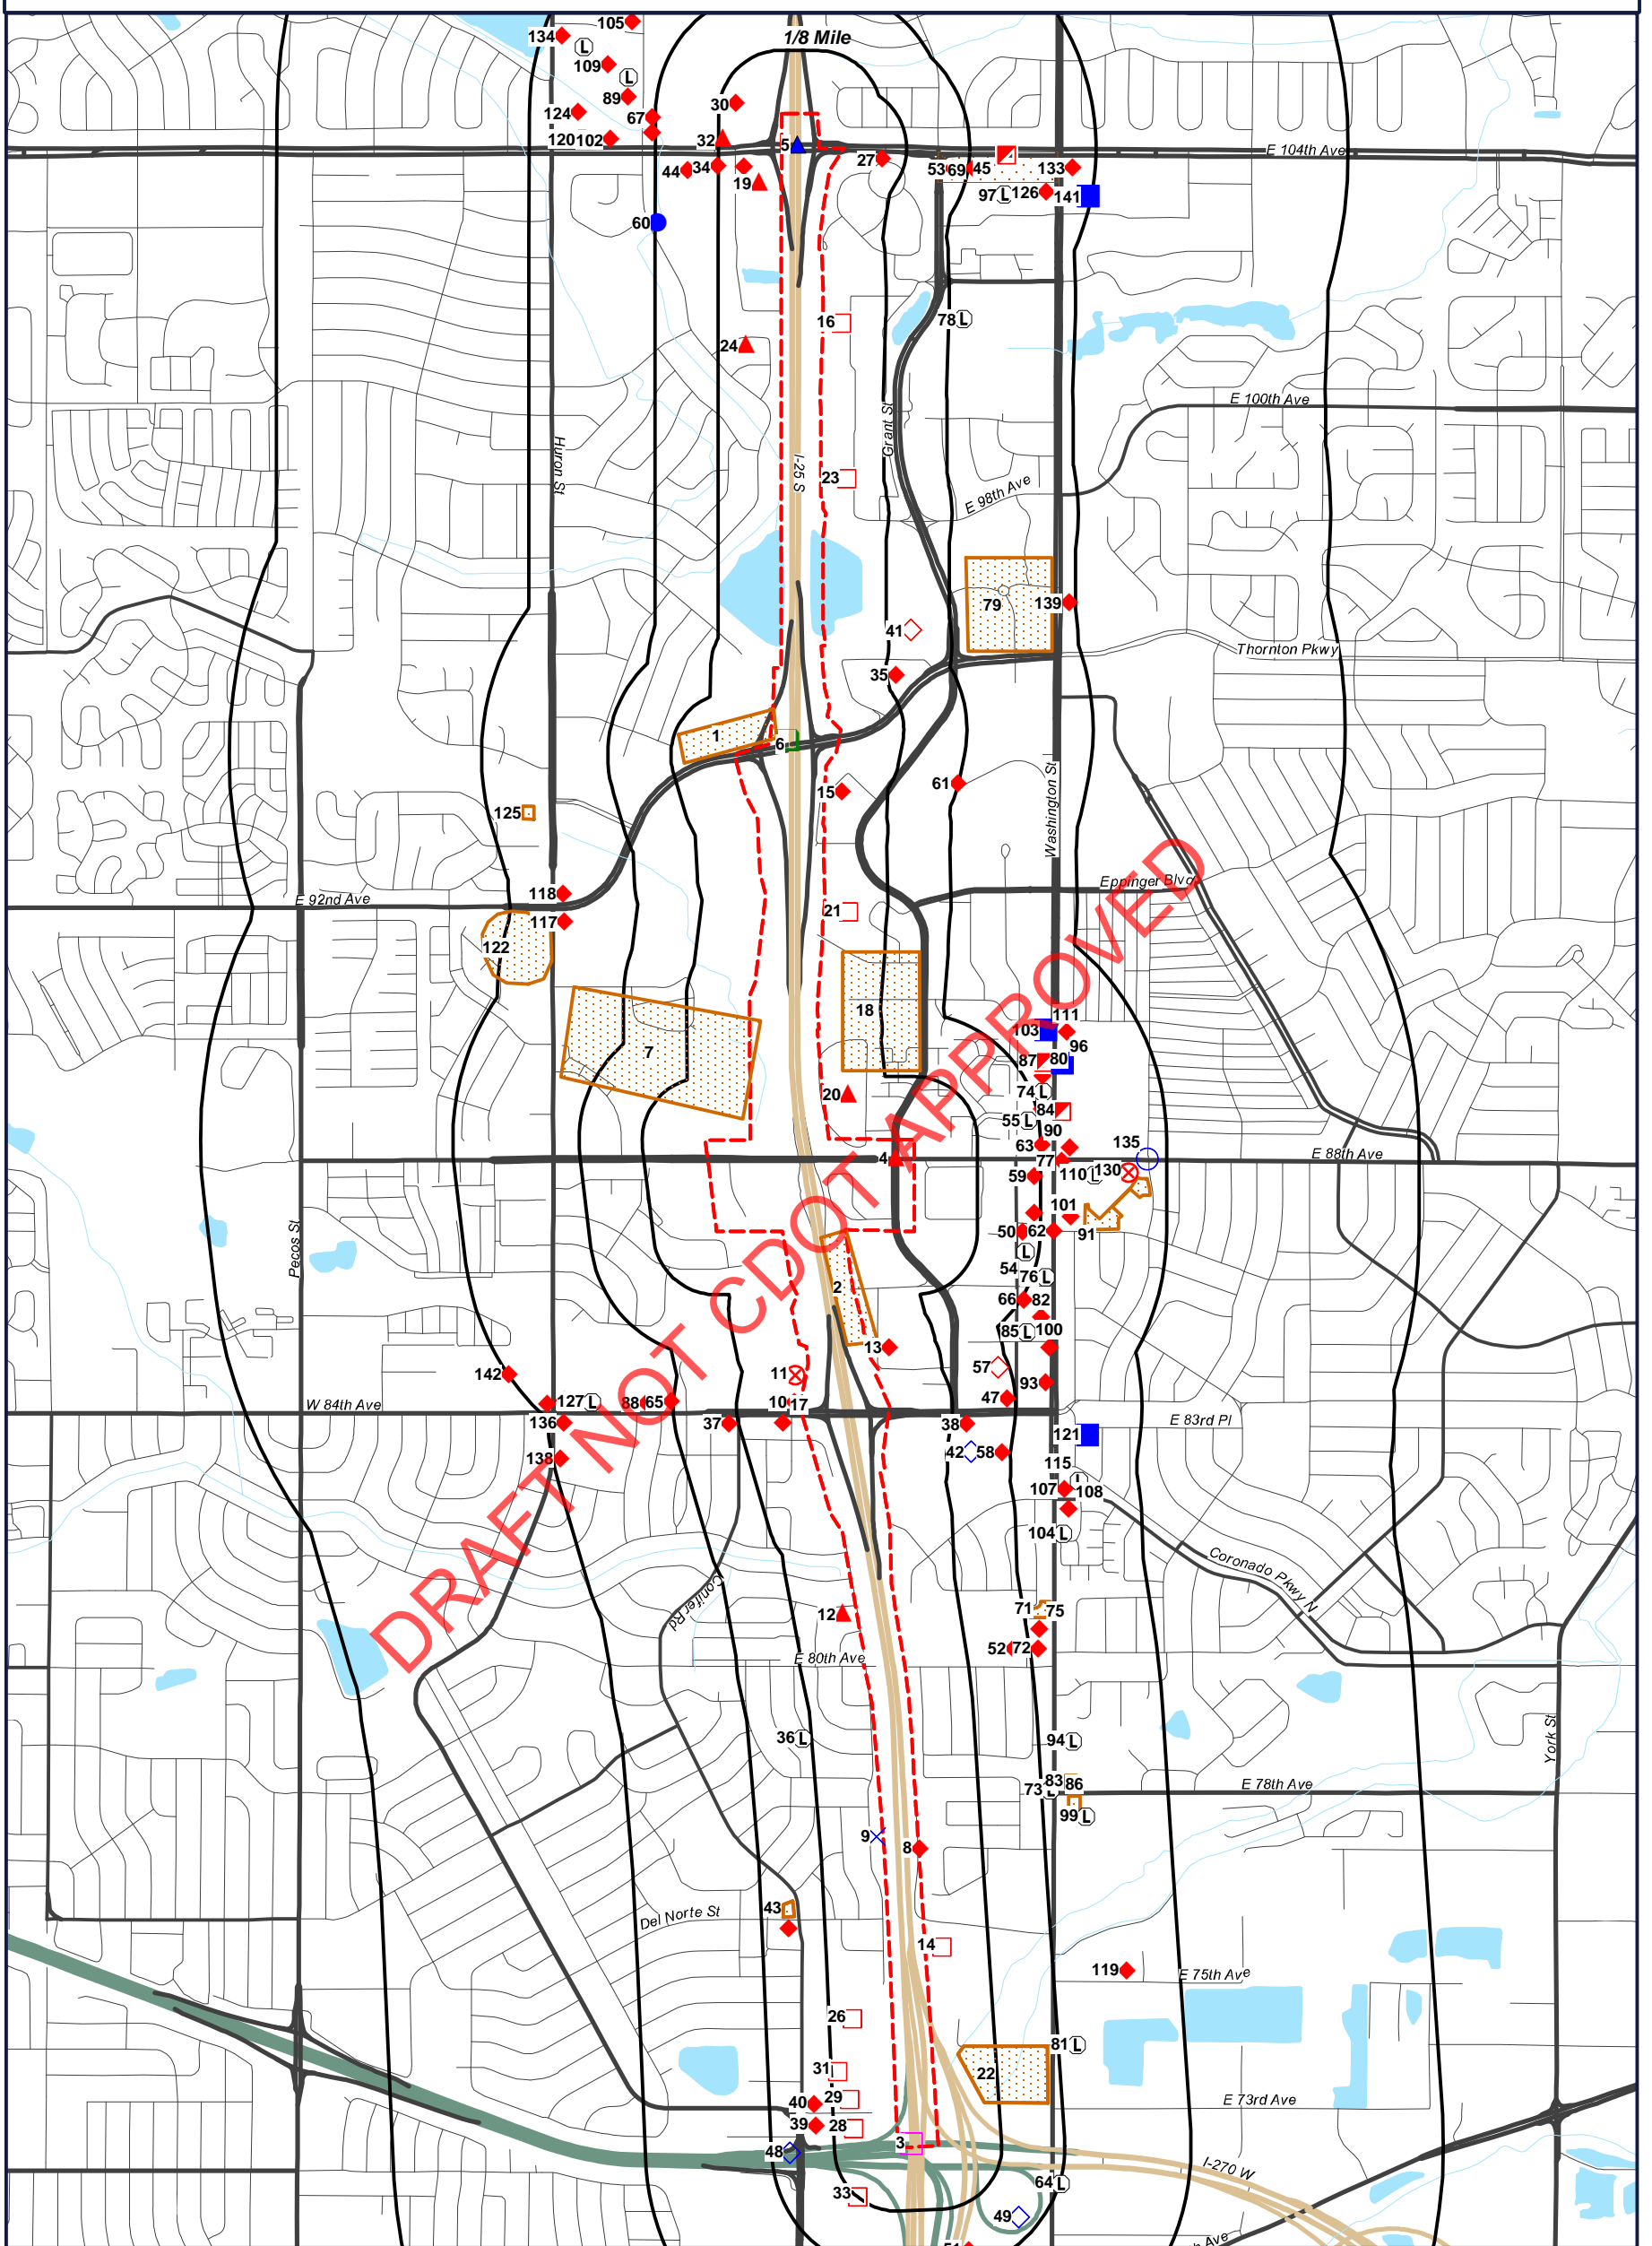 105
134
L
1/8 Mile
109
L
89
30
124
67
120 102
32
5
E 104th Ave
27
44 34
19
53 69 45
133
97 L 126 141
60
16
78 L
24
E 100th Ave
Grant St
Huron St
I-25 S
23
E 98th Ave
79
139
41
Thornton Pkwy
35
1
6
15
61
Washington St
125
Eppinger Blvd
118
E 92nd Ave
117
21
122
18
111
103
96
7
87 80
20
74 L
84
55 L
90
63
135
4
77
E 88th Ave
110 L 130
59
101
50 62
91
Pecos St
L
54
76 L
2
66 82
85 L 100
13
57
11
142
93
47
127 L 88 65
10 17
W 84th Ave
136
37
38
E 83rd Pl
121
42 58
138
115
L
107 108
104 L
Coronado Pkwy N
Conifer Rd
12
71 75
52 72
E 80th Ave
36 L
94 L
York St
83 86
E 78th Ave
73 L
99 L
9
8
43
Del Norte St
14
119
E 75th Ave
26
81 L
31
22
29
40
E 73rd Ave
39 28
3
48
64 L
I-270 W
33
49
51
Ave
DRAFT NOT CDOT APPROVED